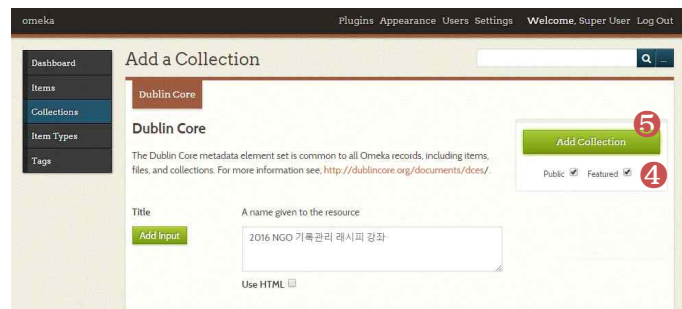 omeka
Plugins Appearance Users Settings Welcome, Super User Log Out
Dashboard
Items
Collections
Item Types
Tags
Add a Collection
...
Dublin Core
Dublin Core
The Dublin Core metadata element set is common to all Omeka records, including items,
files, and collections. For more information see, http://dublincore.org/documents/dces/.
5
Add Collection
Public Featured 4
Title
A name given to the resource
Add Input
2016 NGO 기록관리 래시피 강좌
Use HTML